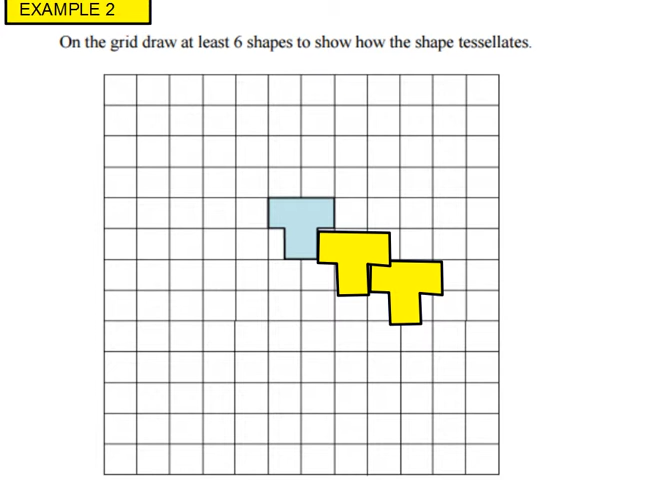 EXAMPLE 2
On the grid draw at least 6 shapes to show how the shape tessellates.